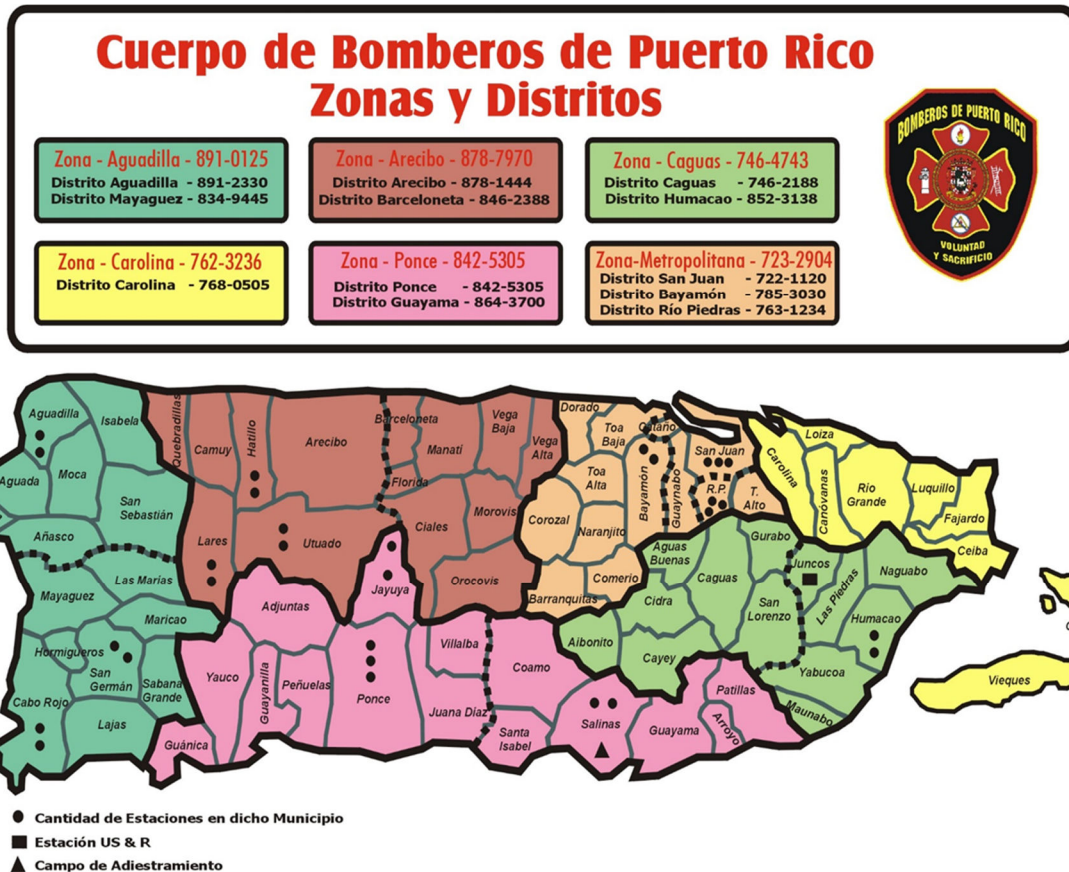 Cuerpo de Bomberos de Puerto Rico
Zonas y Distritos
BOMBEROS DE PUERTO RICO
VOLUNTAD
Y SACRIFICIO
Zona - Aguadilla - 891-0125
Distrito Aguadilla - 891-2330
Distrito Mayaguez - 834-9445
Zona - Arecibo - 878-7970
Distrito Arecibo - 878-1444
Distrito Barceloneta - 846-2388
Zona - Caguas - 746-4743
Distrito Caguas - 746-2188
Distrito Humacao - 852-3138
Zona - Carolina - 762-3236
Distrito Carolina - 768-0505
Zona - Ponce - 842-5305
Distrito Ponce - 842-5305
Distrito Guayama - 864-3700
Zona-Metropolitana - 723-2904
Distrito San Juan - 722-1120
Distrito Bayamón - 785-3030
Distrito Río Piedras - 763-1234
Aguadilla
Isabela
Moca
Aguada
San
Sebastián
Añasco
Las Marías
Mayaguez
Maricao
Hormigueros
San
Germán
Sabana
Grande
Cabo Rojo
Lajas
Quebradillas
Camuy
Hatillo
Arecibo
Barceloneta
Manatí
Vega
Baja
Vega
Alta
Florida
Ciales
Morovis
Lares
Utuado
Orocovis
Dorado
Toa
Baja
Cataño
San Juan
Toa
Alta
Bayamón
Guaynabo
R.P.
T.
Alto
Corozal
Naranjito
Comerio
Barranquitas
Loiza
Carolina
Canóvanas
Rio
Grande
Luquillo
Fajardo
Ceiba
Vieques
Aguas
Buenas
Gurabo
Caguas
Juncos
Las Piedras
Naguabo
Cidra
San
Lorenzo
Humacao
Aibonito
Cayey
Yabucoa
Maunabo
Jayuya
Adjuntas
Villalba
Coamo
Yauco
Guayanilla
Peñuelas
Ponce
Juana Diaz
Guánica
Santa
Isabel
Salinas
Guayama
Patillas
Arroyo
Cantidad de Estaciones en dicho Municipio
Estación US & R
Campo de Adiestramiento